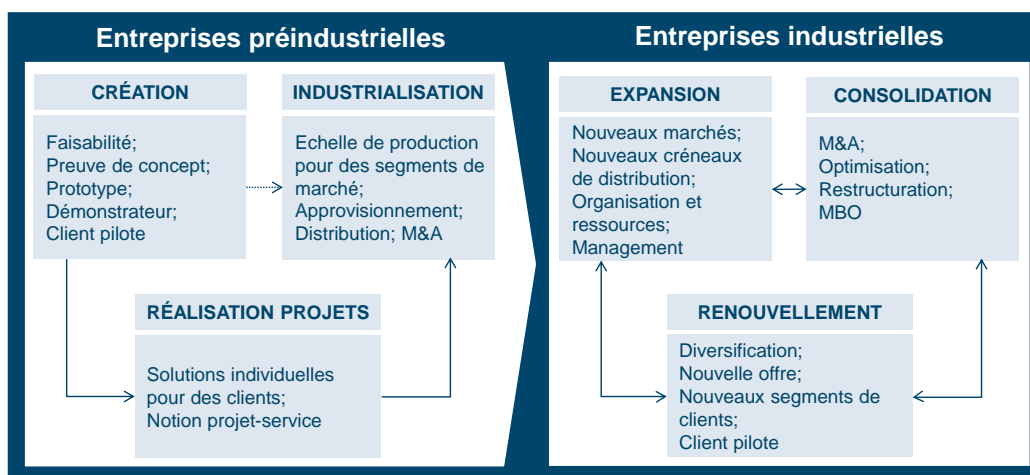 Entreprises préindustrielles
CRÉATION
Faisabilité;
Preuve de concept;
Prototype;
Démonstrateur;
Client pilote
INDUSTRIALISATION
Echelle de production
pour des segments de
marché;
Approvisionnement;
Distribution; M&A
RÉALISATION PROJETS
Solutions individuelles
pour des clients;
Notion projet-service
Entreprises industrielles
EXPANSION
Nouveaux marchés;
Nouveaux créneaux
de distribution;
Organisation et
ressources;
Management
CONSOLIDATION
M&A;
Optimisation;
Restructuration;
MBO
RENOUVELLEMENT
Diversification;
Nouvelle offre;
Nouveaux segments de
clients;
Client pilote